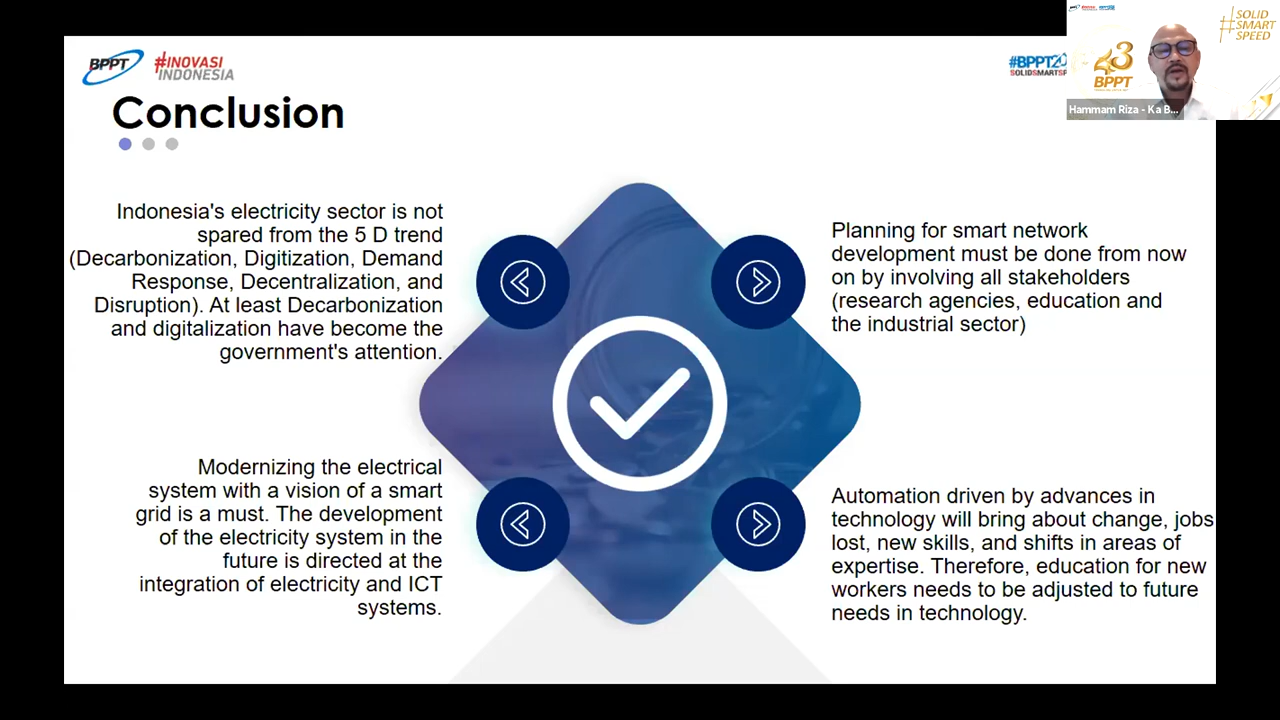 BPPT
#INOVASI
INDONESIA
#BPPT
SOLIDSMARTSP
#SOLID
SMART
SPEED
43
BPPT
Hammam Riza - Ka B...
Conclusion
Indonesia's electricity sector is not
spared from the 5 D trend
(Decarbonization, Digitization, Demand
Response, Decentralization, and
Disruption). At least Decarbonization
and digitalization have become the
government's attention.
Planning for smart network
development must be done from now
on by involving all stakeholders
(research agencies, education and
the industrial sector)
Modernizing the electrical
system with a vision of a smart
grid is a must. The development
of the electricity system in the
future is directed at the
integration of electricity and ICT
systems.
Automation driven by advances in
technology will bring about change, jobs
lost, new skills, and shifts in areas of
expertise. Therefore, education for new
workers needs to be adjusted to future
needs in technology.